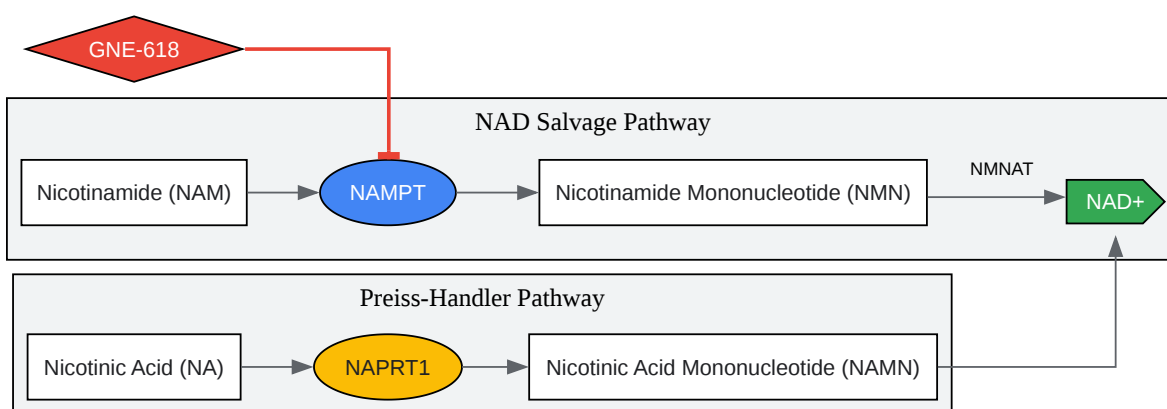 GNE-618
NAD Salvage Pathway
Nicotinamide (NAM)
NAMPT
Nicotinamide Mononucleotide (NMN)
NMNAT
NAD+
Preiss-Handler Pathway
Nicotinic Acid (NA)
NAPRT1
Nicotinic Acid Mononucleotide (NAMN)